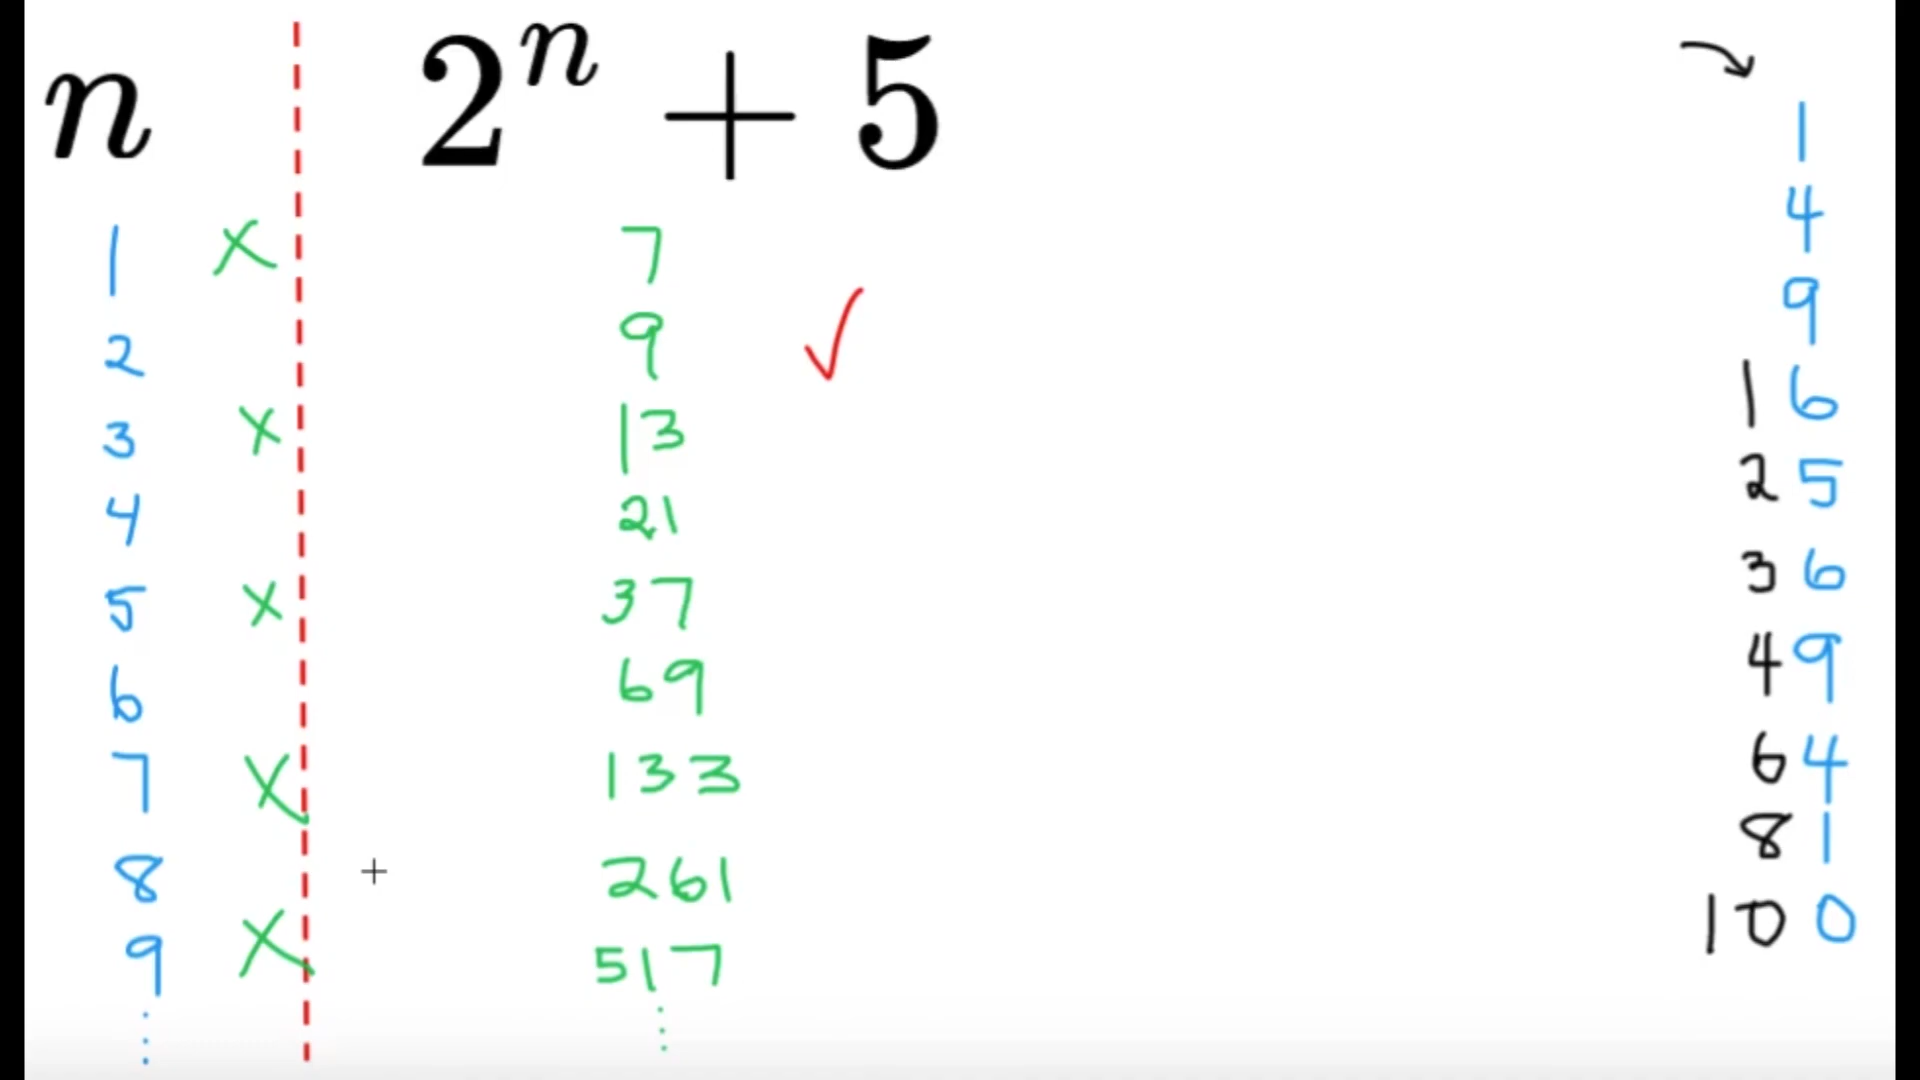 n 2ⁿ + 5
1 x 7
2 9 ✓
3 x 13
4 21
5 x 37
6 69
7 x 133
8 261
9 x 517
⋮ ⋮
1
4
9
16
25
36
49
64
81
100